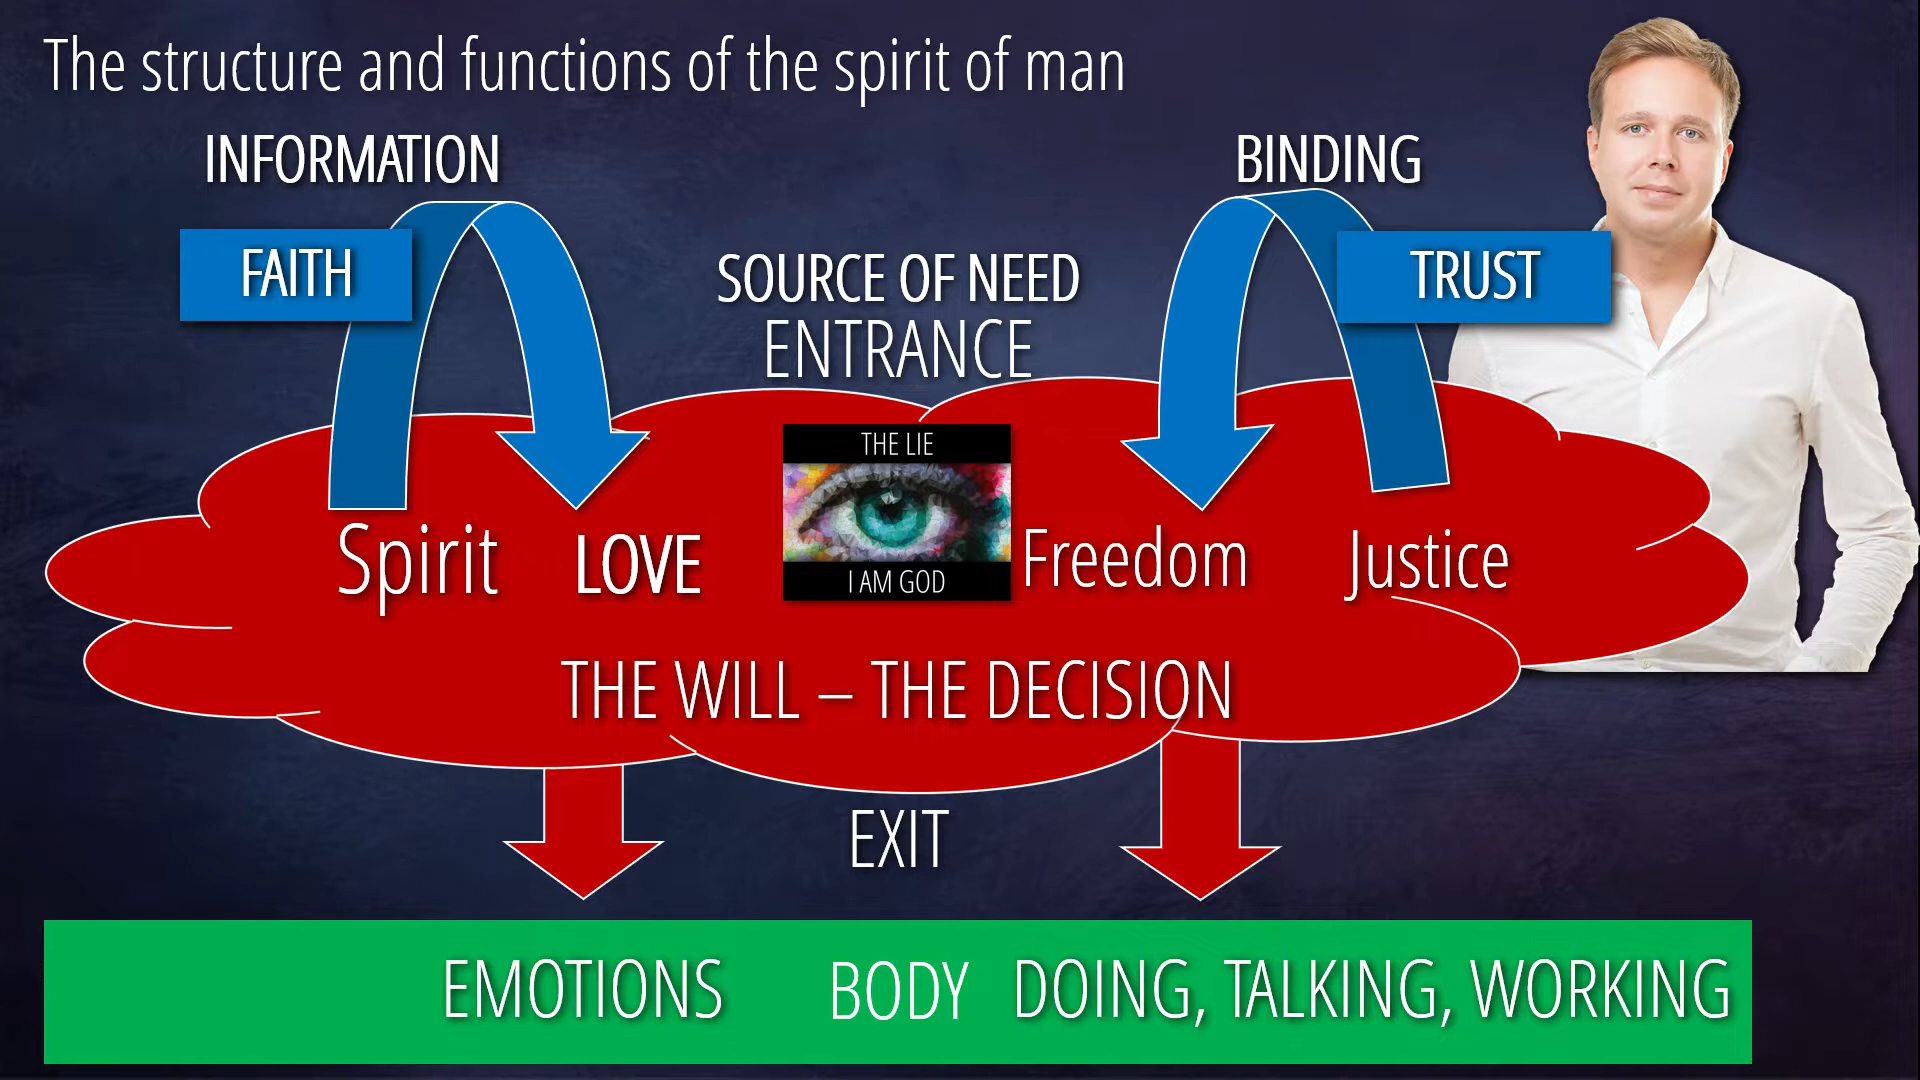 The structure and functions of the spirit of man
INFORMATION
BINDING
FAITH
TRUST
SOURCE OF NEED
ENTRANCE
THE LIE
I AM GOD
Spirit
LOVE
Freedom
Justice
THE WILL – THE DECISION
EXIT
EMOTIONS
BODY
DOING, TALKING, WORKING